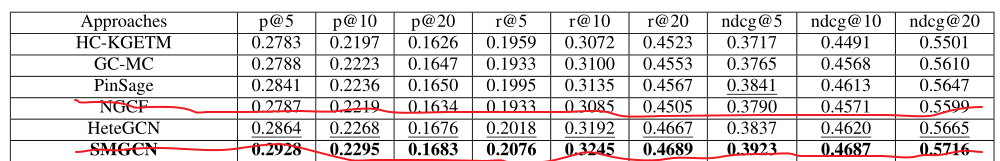 Approaches p@5 p@10 p@20 r@5 r@10 r@20 ndcg@5 ndcg@10 ndcg@20
HC-KGETM 0.2783 0.2197 0.1626 0.1959 0.3072 0.4523 0.3717 0.4491 0.5501
GC-MC 0.2788 0.2223 0.1647 0.1933 0.3100 0.4553 0.3765 0.4568 0.5610
PinSage 0.2841 0.2236 0.1650 0.1995 0.3135 0.4567 0.3841 0.4613 0.5647
NGCF 0.2787 0.2219 0.1634 0.1933 0.3085 0.4505 0.3790 0.4571 0.5599
HeteGCN 0.2864 0.2268 0.1676 0.2018 0.3192 0.4667 0.3837 0.4620 0.5665
SMGCN 0.2928 0.2295 0.1683 0.2076 0.3245 0.4689 0.3923 0.4687 0.5716